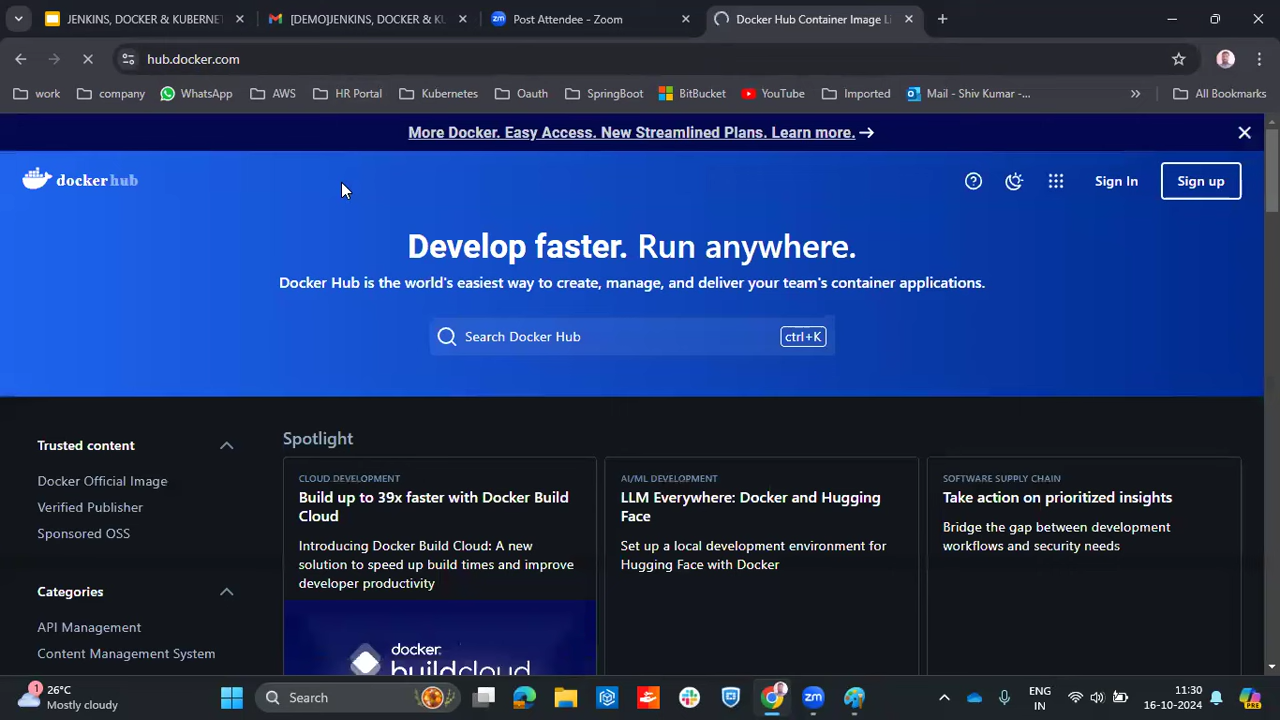 JENKINS, DOCKER & KUBERNE
[DEMO]JENKINS, DOCKER & KU
zm Post Attendee - Zoom
Docker Hub Container Image Li
hub.docker.com
work
company
WhatsApp
AWS
HR Portal
Kubernetes
Oauth
SpringBoot
BitBucket
YouTube
Imported
Mail - Shiv Kumar -...
All Bookmarks
More Docker. Easy Access. New Streamlined Plans. Learn more. →
dockerhub
Sign In
Sign up
Develop faster. Run anywhere.
Docker Hub is the world's easiest way to create, manage, and deliver your team's container applications.
Search Docker Hub
ctrl+K
Trusted content
Docker Official Image
Verified Publisher
Sponsored OSS
Categories
API Management
Content Management System
Spotlight
CLOUD DEVELOPMENT
Build up to 39x faster with Docker Build
Cloud
Introducing Docker Build Cloud: A new
solution to speed up build times and improve
developer productivity
docker
buildcloud
AI/ML DEVELOPMENT
LLM Everywhere: Docker and Hugging
Face
Set up a local development environment for
Hugging Face with Docker
SOFTWARE SUPPLY CHAIN
Take action on prioritized insights
Bridge the gap between development
workflows and security needs
1
26°C
Mostly cloudy
Search
zm
ENG
IN
11:30
16-10-2024
PRE